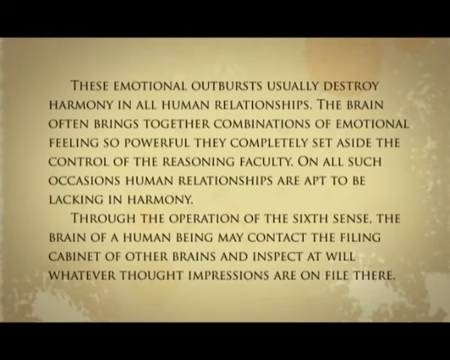 THESE EMOTIONAL OUTBURSTS USUALLY DESTROY
HARMONY IN ALL HUMAN RELATIONSHIPS. THE BRAIN
OFTEN BRINGS TOGETHER COMBINATIONS OF EMOTIONAL
FEELING SO POWERFUL THEY COMPLETELY SET ASIDE THE
CONTROL OF THE REASONING FACULTY. ON ALL SUCH
OCCASIONS HUMAN RELATIONSHIPS ARE APT TO BE
LACKING IN HARMONY.
THROUGH THE OPERATION OF THE SIXTH SENSE, THE
BRAIN OF A HUMAN BEING MAY CONTACT THE FILING
CABINET OF OTHER BRAINS AND INSPECT AT WILL
WHATEVER THOUGHT IMPRESSIONS ARE ON FILE THERE.